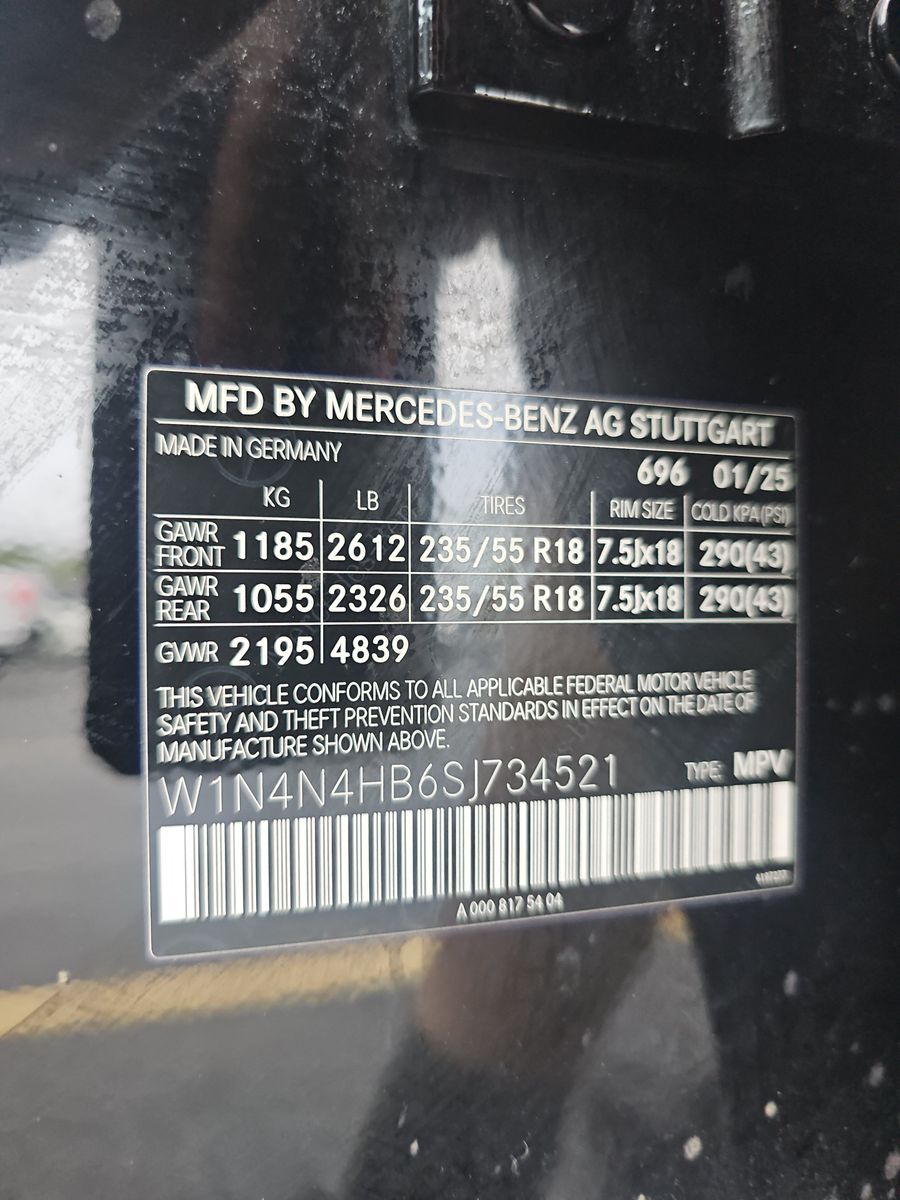 MFD BY MERCEDES-BENZ AG STUTTGART
MADE IN GERMANY
696 01/25
KG LB TIRES RIM SIZE COLD KPA(PSI)
GAWR FRONT 1185 2612 235/55 R18 7.5Jx18 290(43)
GAWR REAR 1055 2326 235/55 R18 7.5Jx18 290(43)
GVWR 2195 4839
THIS VEHICLE CONFORMS TO ALL APPLICABLE FEDERAL MOTOR VEHICLE
SAFETY AND THEFT PREVENTION STANDARDS IN EFFECT ON THE DATE OF
MANUFACTURE SHOWN ABOVE.
W1N4N4HB6SJ734521 TYPE: MPV
A 000 817 54 04